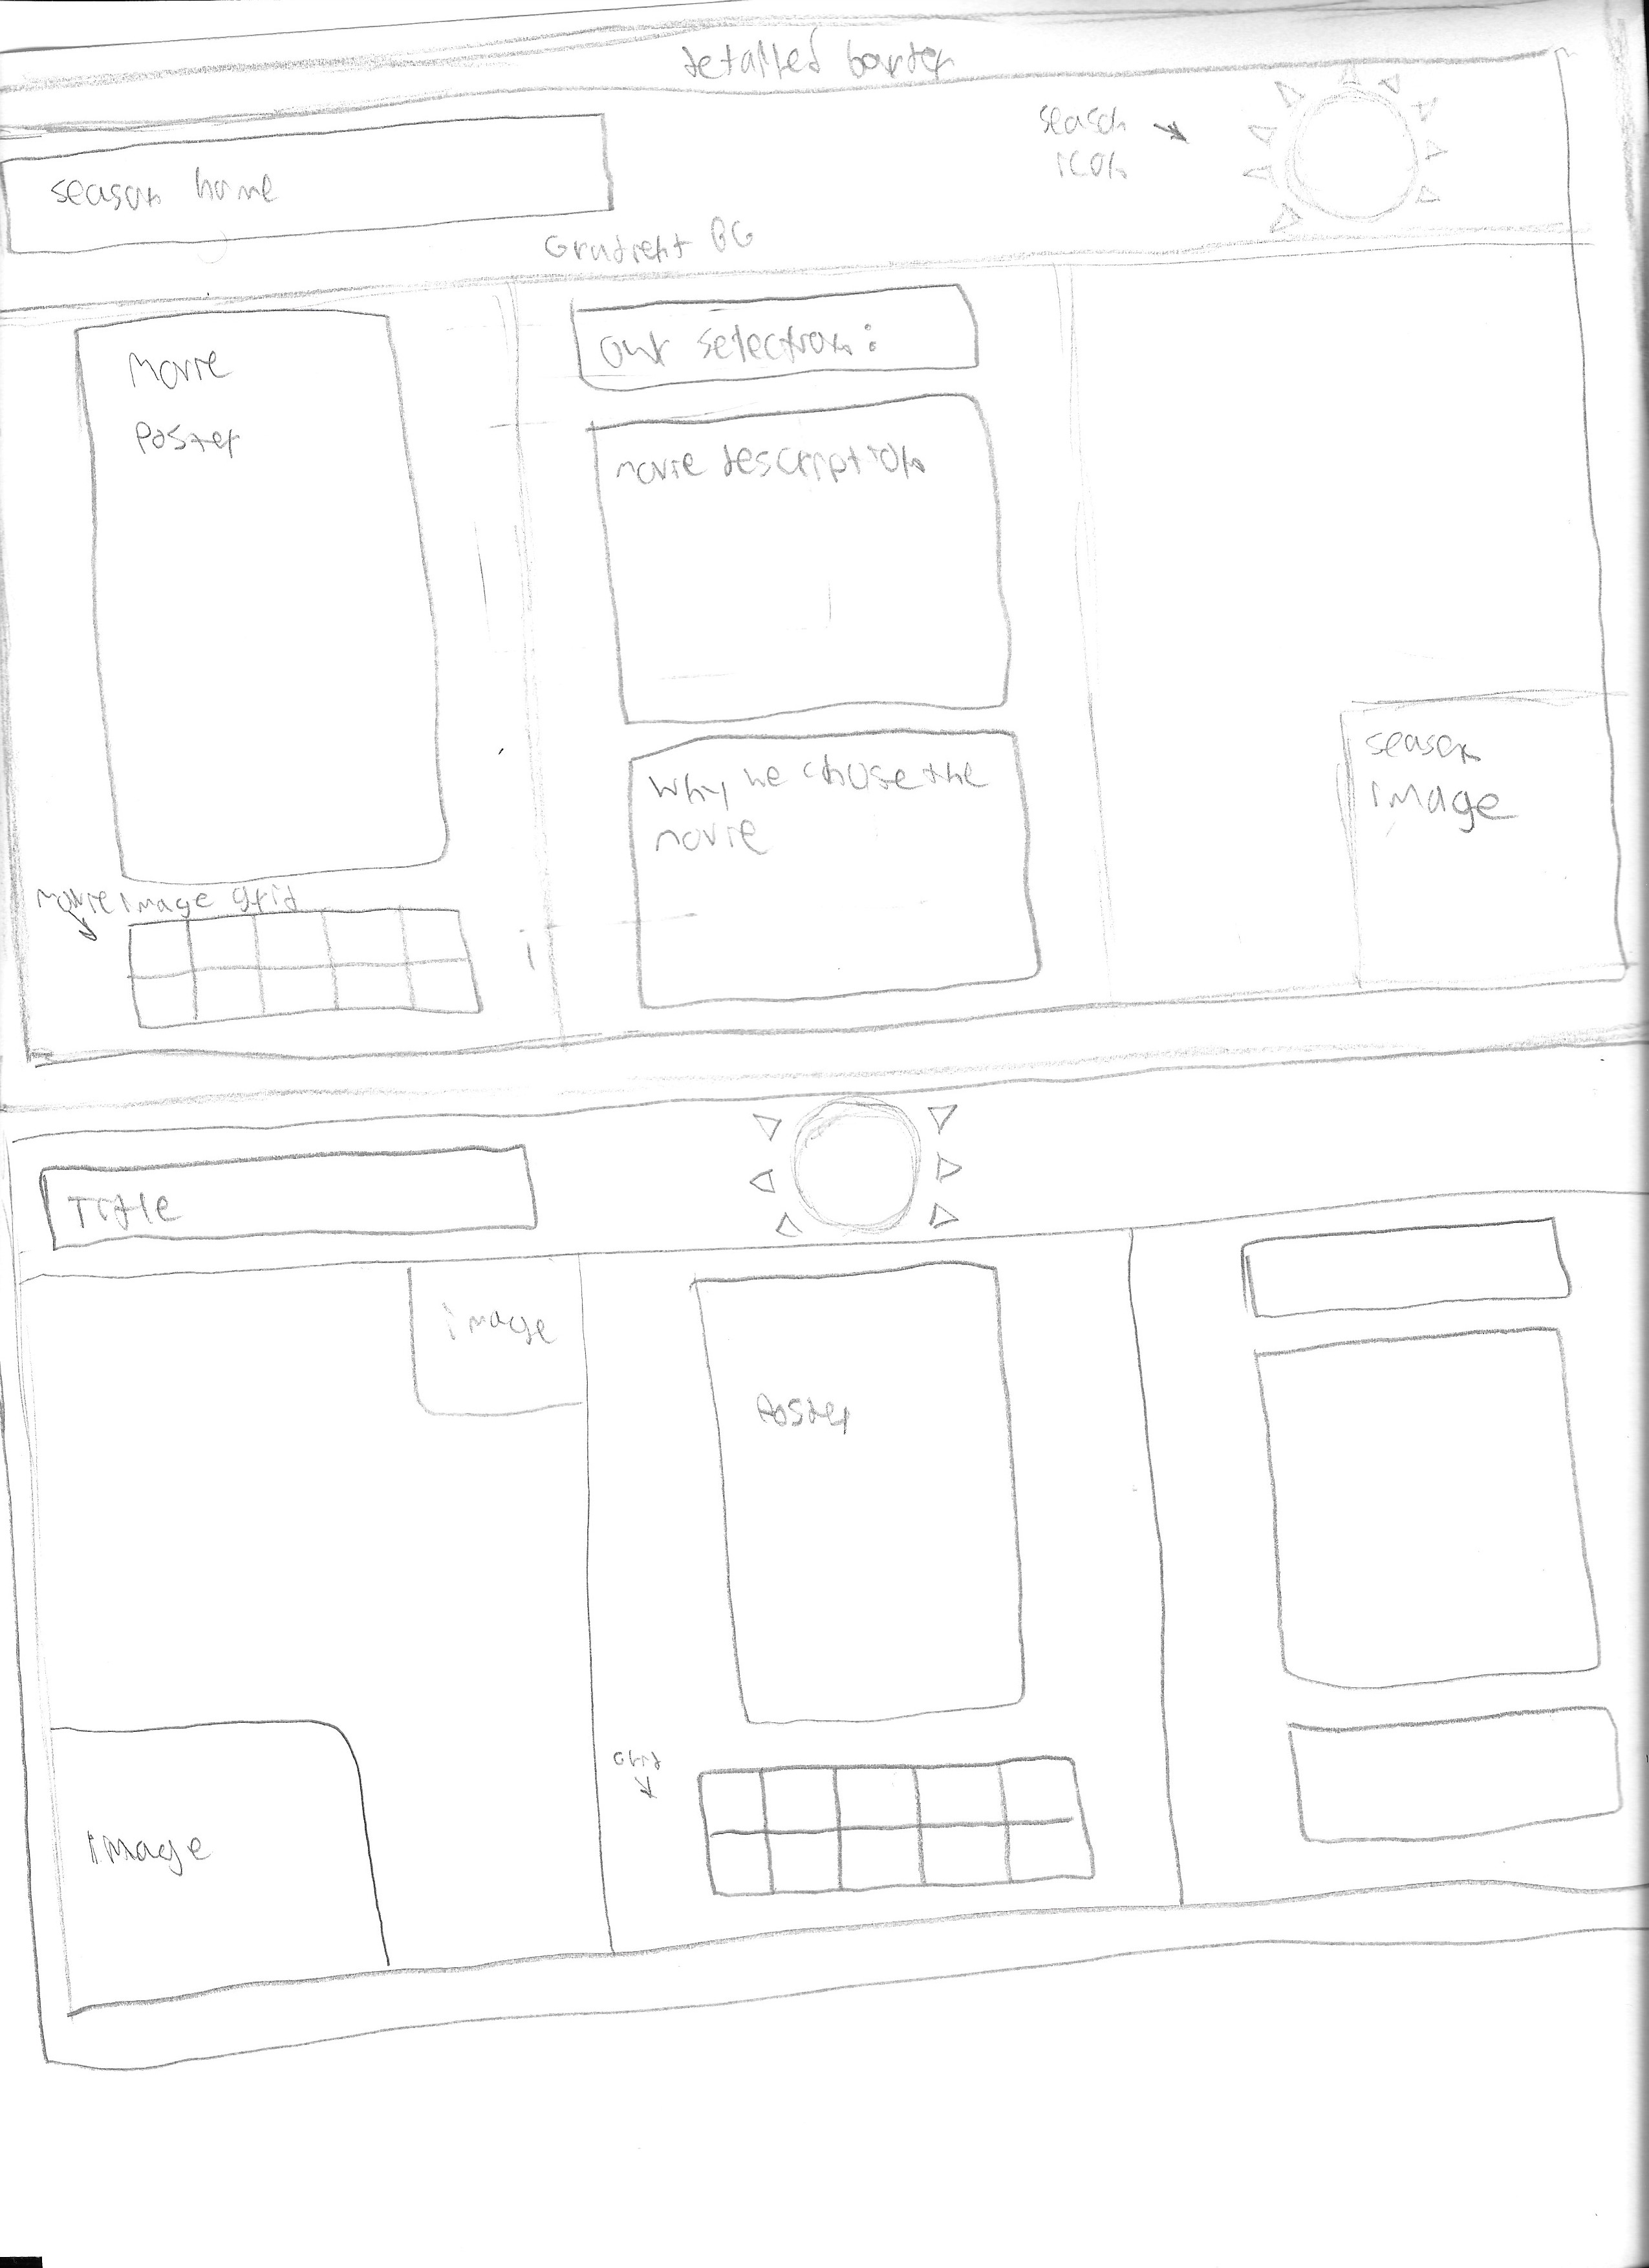 detailed border
season
icon
season home
Gradient BG
Movie
Poster
our selection:
movie description
Why we chose the
movie
season
image
movie image grid
Title
image
Poster
Grid
image